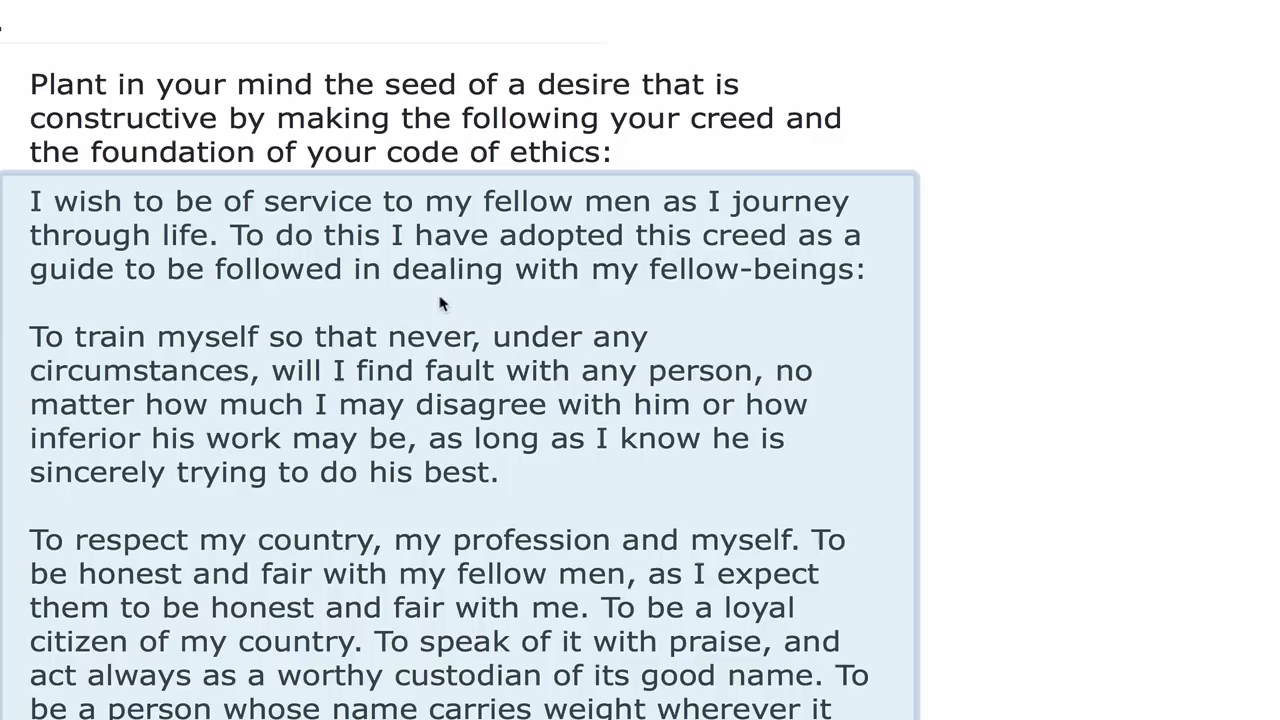 Plant in your mind the seed of a desire that is
constructive by making the following your creed and
the foundation of your code of ethics:
I wish to be of service to my fellow men as I journey
through life. To do this I have adopted this creed as a
guide to be followed in dealing with my fellow-beings:
To train myself so that never, under any
circumstances, will I find fault with any person, no
matter how much I may disagree with him or how
inferior his work may be, as long as I know he is
sincerely trying to do his best.
To respect my country, my profession and myself. To
be honest and fair with my fellow men, as I expect
them to be honest and fair with me. To be a loyal
citizen of my country. To speak of it with praise, and
act always as a worthy custodian of its good name. To
be a person whose name carries weight wherever it